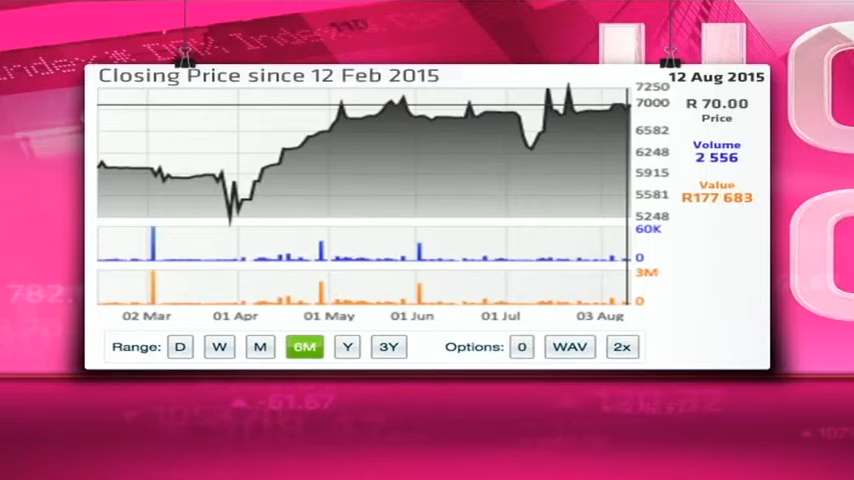 Closing Price since 12 Feb 2015
12 Aug 2015
7250
7000
6582
6248
5915
5581
5248
R 70.00
Price
Volume
2 556
Value
R177 683
60K
0
3M
0
02 Mar 01 Apr 01 May 01 Jun 01 Jul 03 Aug
Range: D W M 6M Y 3Y Options: 0 WAV 2x
-61.67